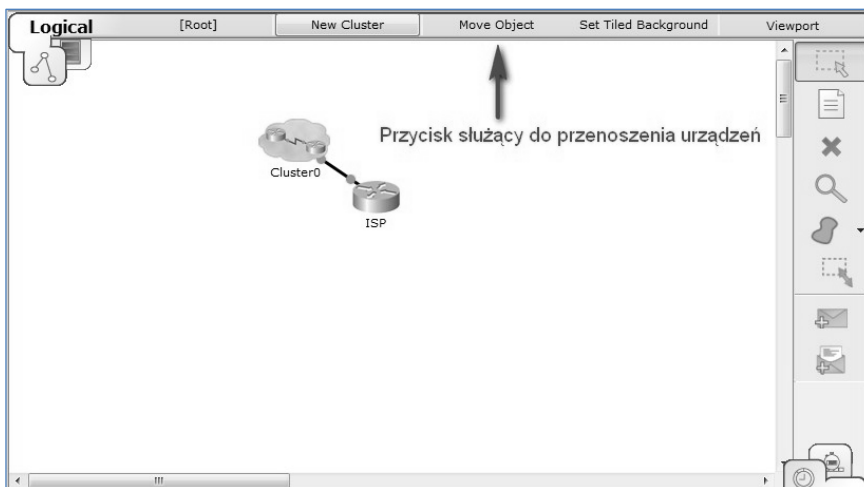 Logical [Root] New Cluster Move Object Set Tiled Background Viewport
Przycisk służący do przenoszenia urządzeń
Cluster0
ISP